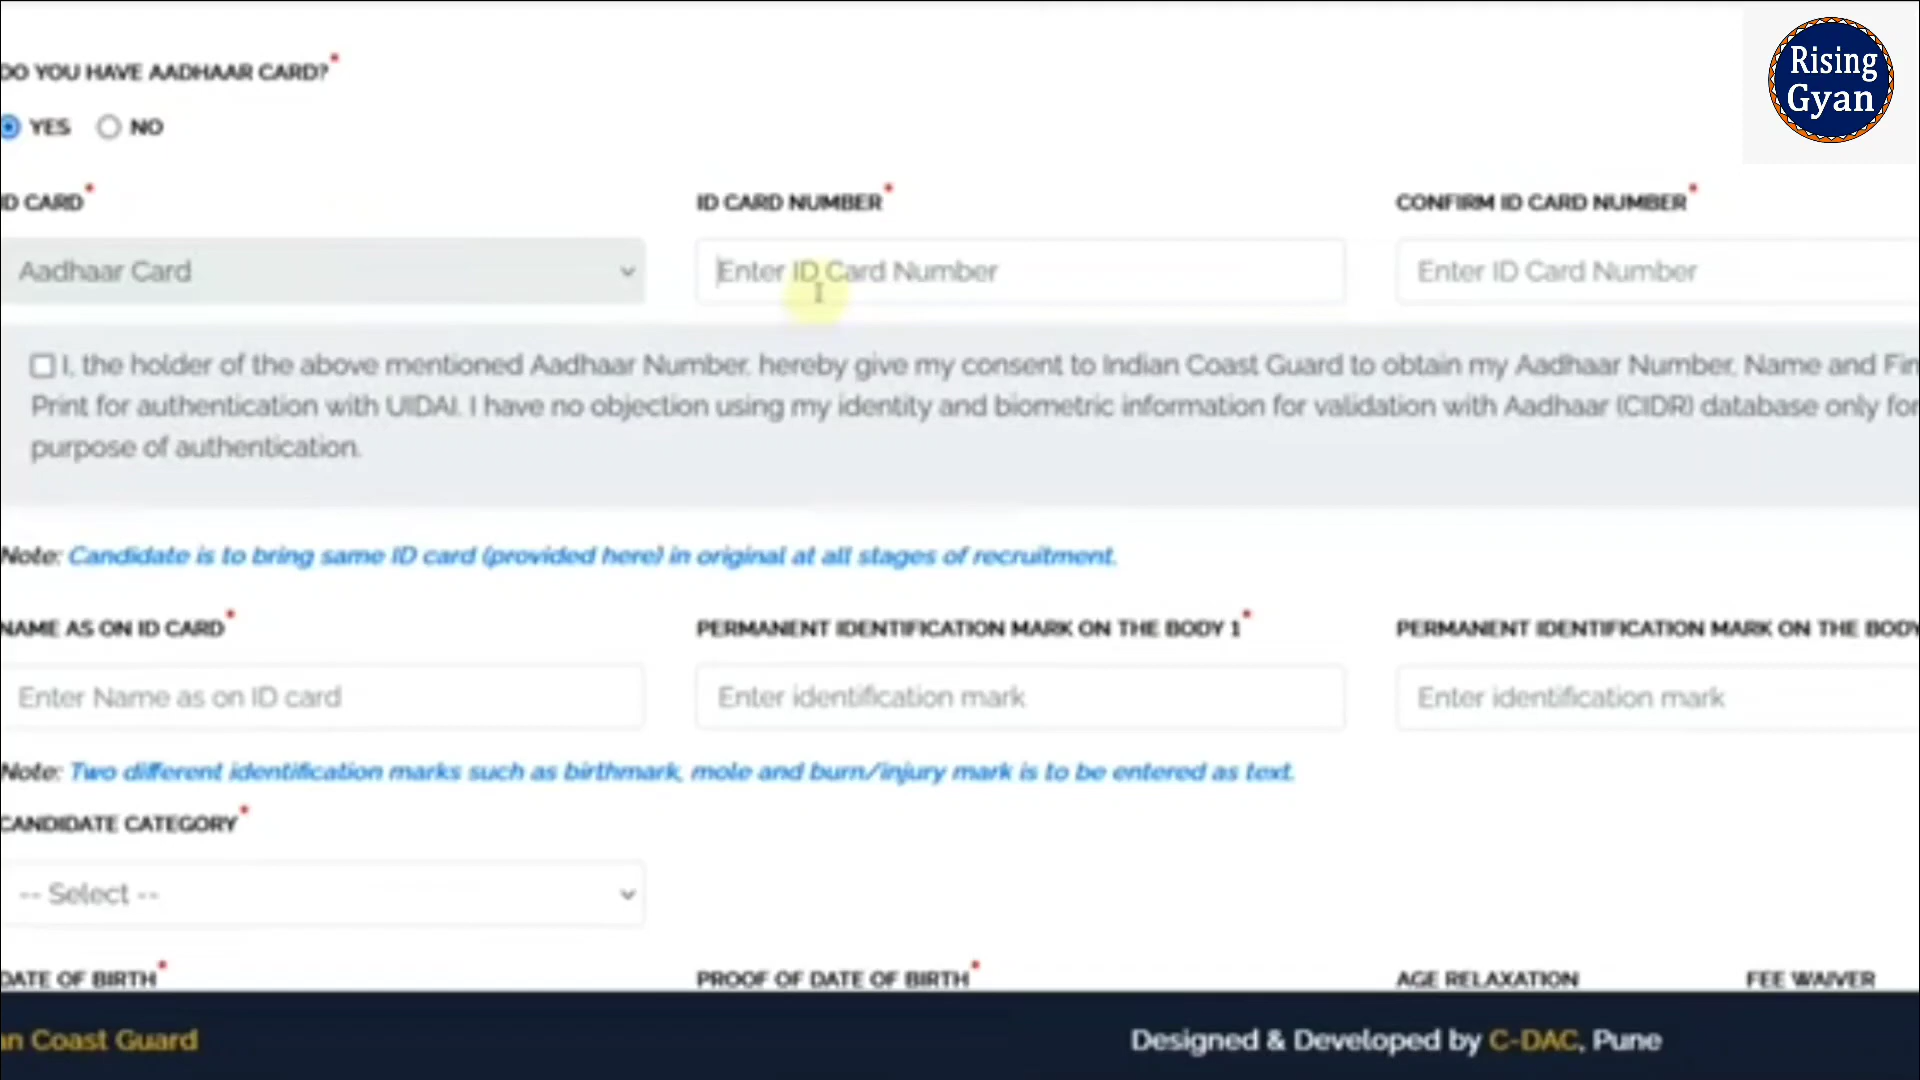 Rising
Gyan
DO YOU HAVE AADHAAR CARD?*
YES NO
ID CARD* ID CARD NUMBER* CONFIRM ID CARD NUMBER*
Aadhaar Card Enter ID Card Number Enter ID Card Number
I, the holder of the above mentioned Aadhaar Number, hereby give my consent to Indian Coast Guard to obtain my Aadhaar Number, Name and Fin
Print for authentication with UIDAI. I have no objection using my identity and biometric information for validation with Aadhaar (CIDR) database only for
purpose of authentication.
Note: Candidate is to bring same ID card (provided here) in original at all stages of recruitment.
NAME AS ON ID CARD* PERMANENT IDENTIFICATION MARK ON THE BODY 1* PERMANENT IDENTIFICATION MARK ON THE BODY
Enter Name as on ID card Enter identification mark Enter identification mark
Note: Two different identification marks such as birthmark, mole and burn/injury mark is to be entered as text.
CANDIDATE CATEGORY*
-- Select --
DATE OF BIRTH* PROOF OF DATE OF BIRTH* AGE RELAXATION FEE WAIVER
an Coast Guard Designed & Developed by C-DAC, Pune